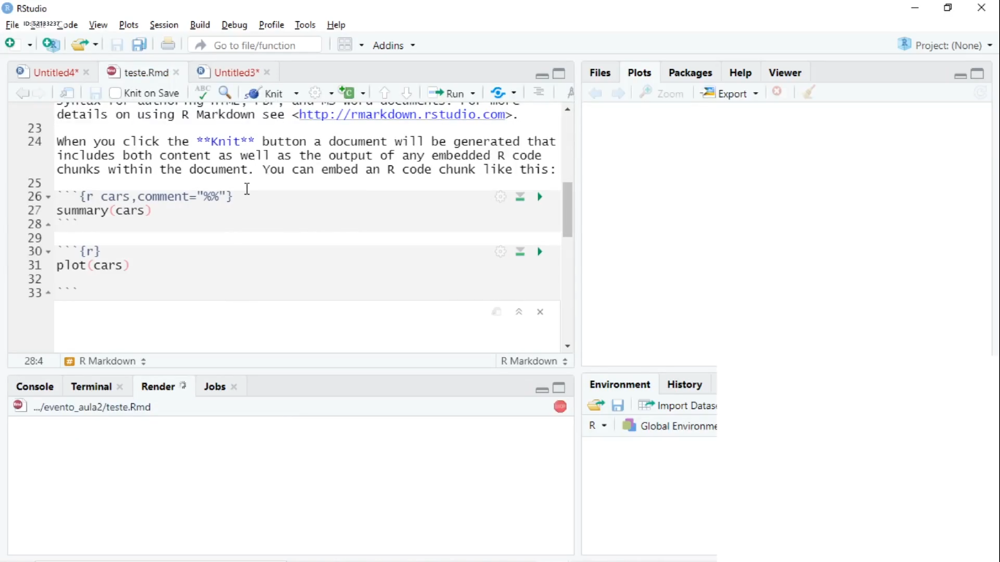 RStudio
File ID:52133237 Code View Plots Session Build Debug Profile Tools Help
Go to file/function Addins Project: (None)
Untitled4* teste.Rmd Untitled3*
Knit on Save ABC Knit Run
syntax for authoring HTML, PDF, and MS Word documents. For more
details on using R Markdown see <http://rmarkdown.rstudio.com>.
23
24 When you click the **Knit** button a document will be generated that
includes both content as well as the output of any embedded R code
chunks within the document. You can embed an R code chunk like this:
25
26 ```{r cars,comment="%%"}
27 summary(cars)
28 ```
29
30 ```{r}
31 plot(cars)
32
33 ```
28:4 R Markdown R Markdown
Console Terminal Render Jobs
.../evento_aula2/teste.Rmd
STOP
Files Plots Packages Help Viewer
Zoom Export
Environment History
Import Datas
R Global Environme